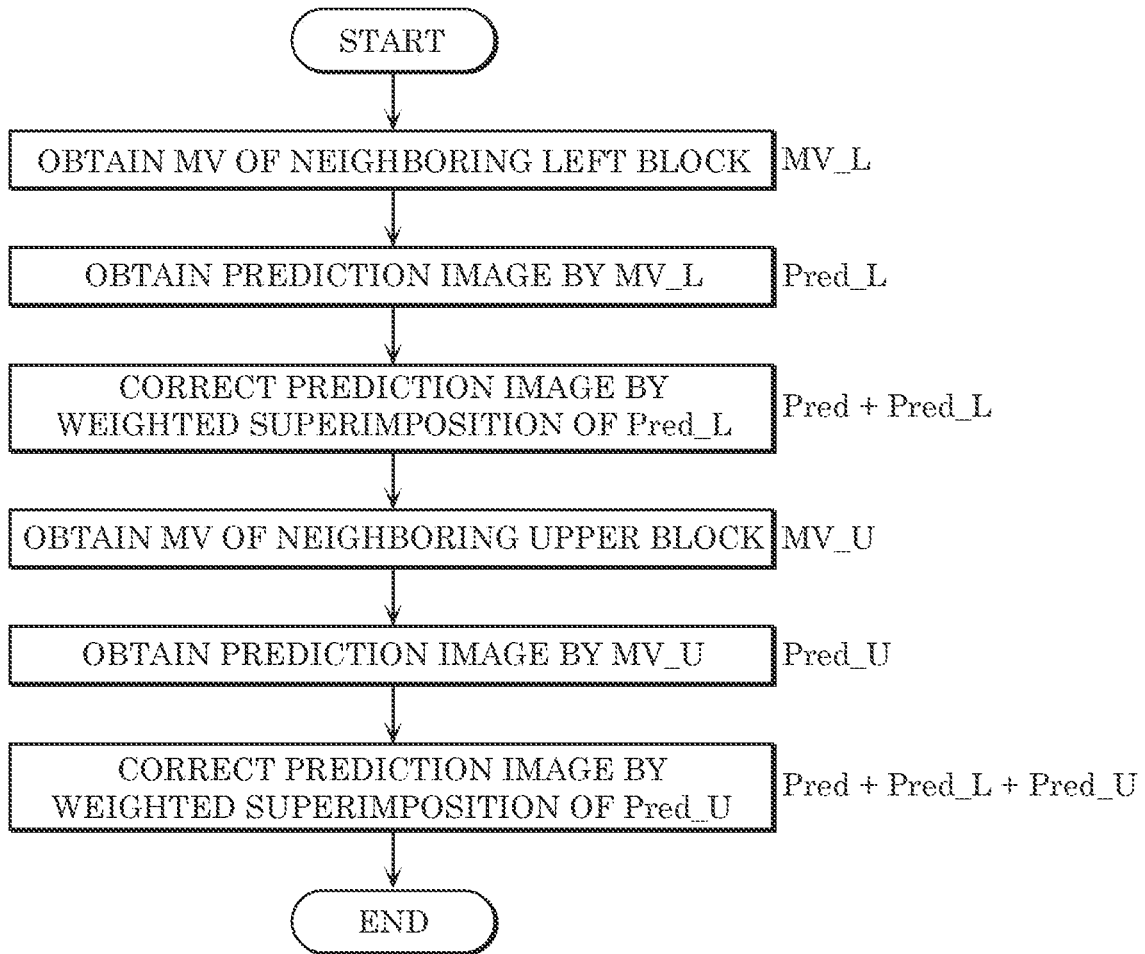 START
OBTAIN MV OF NEIGHBORING LEFT BLOCK
MV_L
OBTAIN PREDICTION IMAGE BY MV_L
Pred_L
CORRECT PREDICTION IMAGE BY
WEIGHTED SUPERIMPOSITION OF Pred_L
Pred + Pred_L
OBTAIN MV OF NEIGHBORING UPPER BLOCK
MV_U
OBTAIN PREDICTION IMAGE BY MV_U
Pred_U
CORRECT PREDICTION IMAGE BY
WEIGHTED SUPERIMPOSITION OF Pred_U
Pred + Pred_L + Pred_U
END